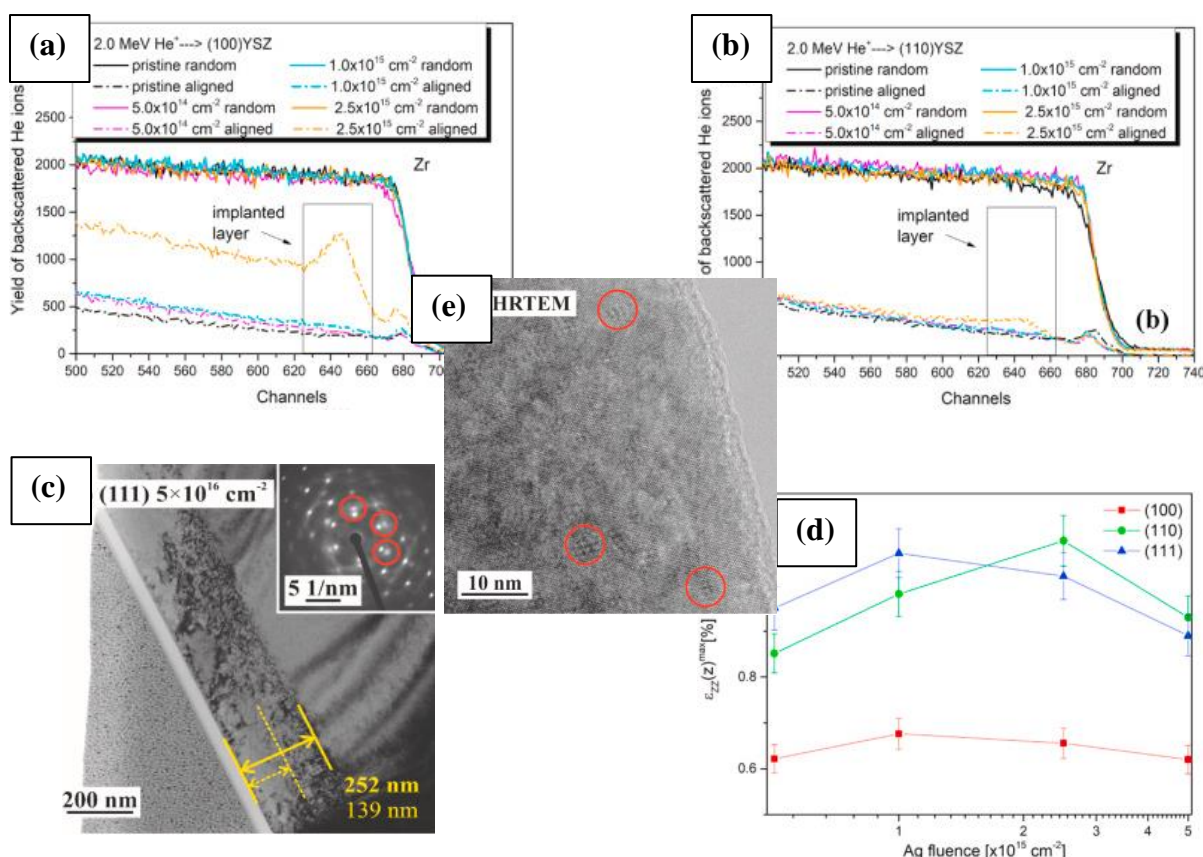 (a)
2.0 MeV He⁺---> (100)YSZ
pristine random
1.0x10¹⁵ cm⁻² random
pristine aligned
1.0x10¹⁵ cm⁻² aligned
5.0x10¹⁴ cm⁻² random
2.5x10¹⁵ cm⁻² random
5.0x10¹⁴ cm⁻² aligned
2.5x10¹⁵ cm⁻² aligned
Yield of backscattered He ions
2000
1750
1500
1250
1000
750
500
250
0
Zr
implanted
layer
500 520 540 560 580 600 620 640 660 680 700
Channels
(b)
2.0 MeV He⁺---> (110)YSZ
pristine random
1.0x10¹⁵ cm⁻² random
pristine aligned
1.0x10¹⁵ cm⁻² aligned
5.0x10¹⁴ cm⁻² random
2.5x10¹⁵ cm⁻² random
5.0x10¹⁴ cm⁻² aligned
2.5x10¹⁵ cm⁻² aligned
of backscattered He ions
2000
1750
1500
1250
1000
Zr
implanted
layer
(b)
520 540 560 580 600 620 640 660 680 700 720 740
Channels
(e)
HRTEM
10 nm
(c)
(111) 5×10¹⁶ cm⁻²
5 1/nm
252 nm
139 nm
200 nm
(d)
(100)
(110)
(111)
εzz(z)ᵐᵃˣ[%]
0.8
0.6
1 2 3 4 5
Ag fluence [x10¹⁵ cm⁻²]